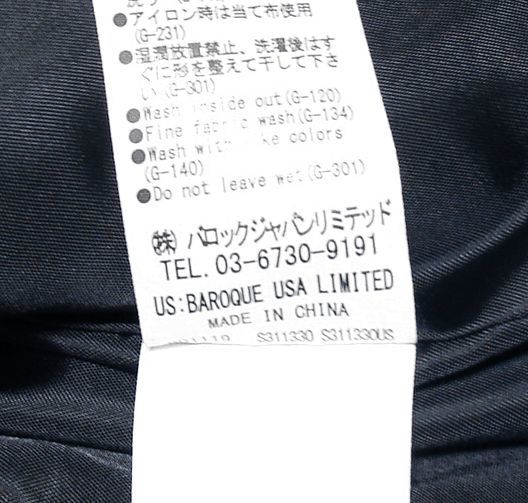 ●アイロン時は当て布使用
(G-231)
●湿潤放置禁止、洗濯後はす
ぐに形を整えて干して下さ
い(G-301)
●Wash inside out(G-120)
●Fine fabric wash(G-134)
●Wash with like colors
(G-140)
●Do not leave wet(G-301)
㈱ バロックジャパンリミテッド
TEL.03-6730-9191
US:BAROQUE USA LIMITED
MADE IN CHINA
S311330 S311330US